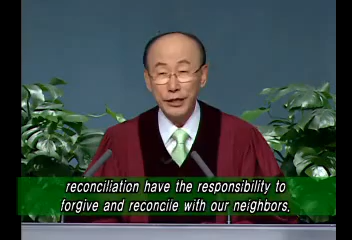 reconciliation have the responsibility to
forgive and reconcile with our neighbors.